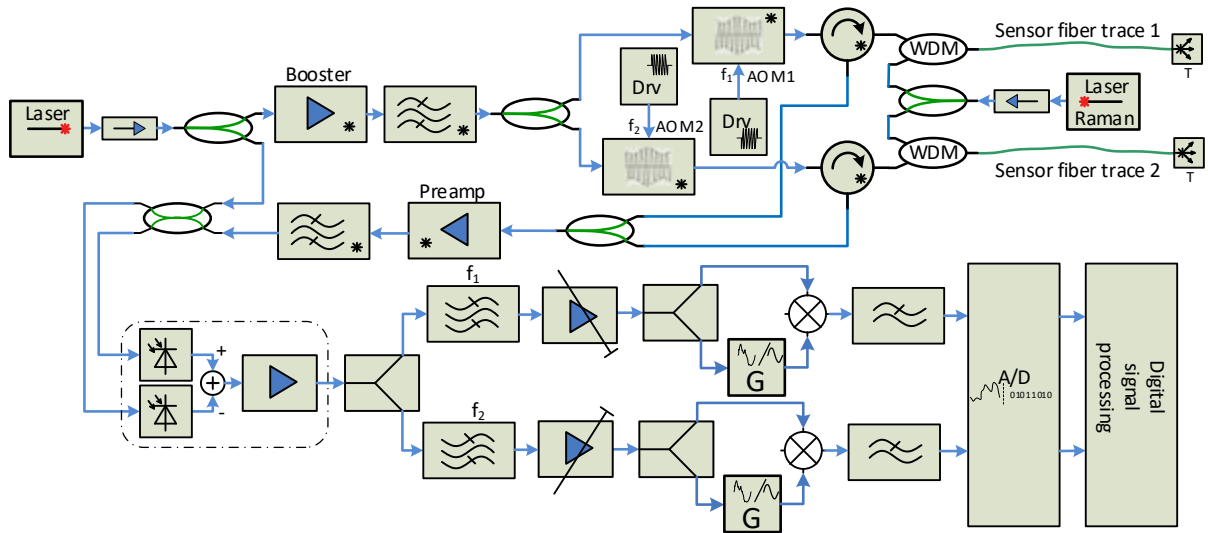 Sensor fiber trace 1
WDM
T
Booster
f₁ AOM1
Drv
Laser
Drv
Laser
Raman
f₂ AOM2
WDM
Sensor fiber trace 2
T
Preamp
f₁
+
-
G
A/D
01011010
Digital
signal
processing
f₂
G